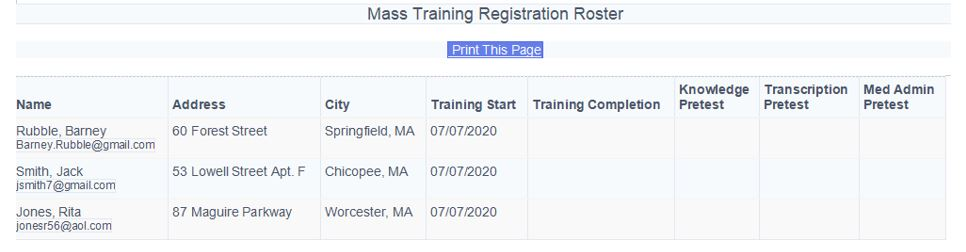 Mass Training Registration Roster
Print This Page
Name Address City Training Start Training Completion Knowledge Pretest Transcription Pretest Med Admin Pretest
Rubble, Barney 60 Forest Street Springfield, MA 07/07/2020
Barney.Rubble@gmail.com
Smith, Jack 53 Lowell Street Apt. F Chicopee, MA 07/07/2020
jsmith7@gmail.com
Jones, Rita 87 Maguire Parkway Worcester, MA 07/07/2020
jonesr56@aol.com